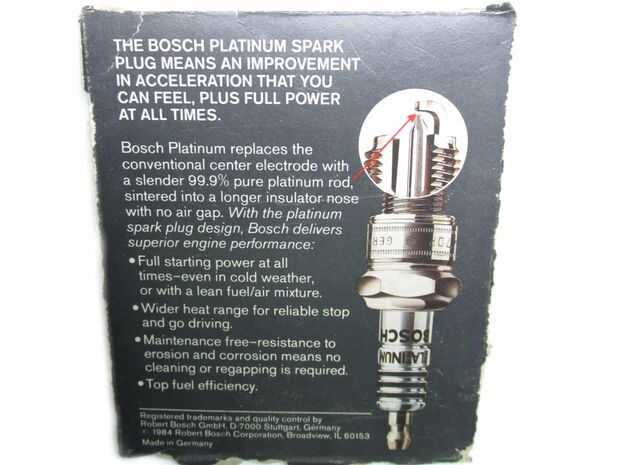 THE BOSCH PLATINUM SPARK
PLUG MEANS AN IMPROVEMENT
IN ACCELERATION THAT YOU
CAN FEEL, PLUS FULL POWER
AT ALL TIMES.
Bosch Platinum replaces the
conventional center electrode with
a slender 99.9% pure platinum rod,
sintered into a longer insulator nose
with no air gap. With the platinum
spark plug design, Bosch delivers
superior engine performance:
• Full starting power at all
times–even in cold weather,
or with a lean fuel/air mixture.
• Wider heat range for reliable stop
and go driving.
• Maintenance free–resistance to
erosion and corrosion means no
cleaning or regapping is required.
• Top fuel efficiency.
GER
BOSCH
PLATINUM
Registered trademarks and quality control by
Robert Bosch GmbH, D-7000 Stuttgart, Germany
© 1984 Robert Bosch Corporation, Broadview, IL 60153
Made in Germany